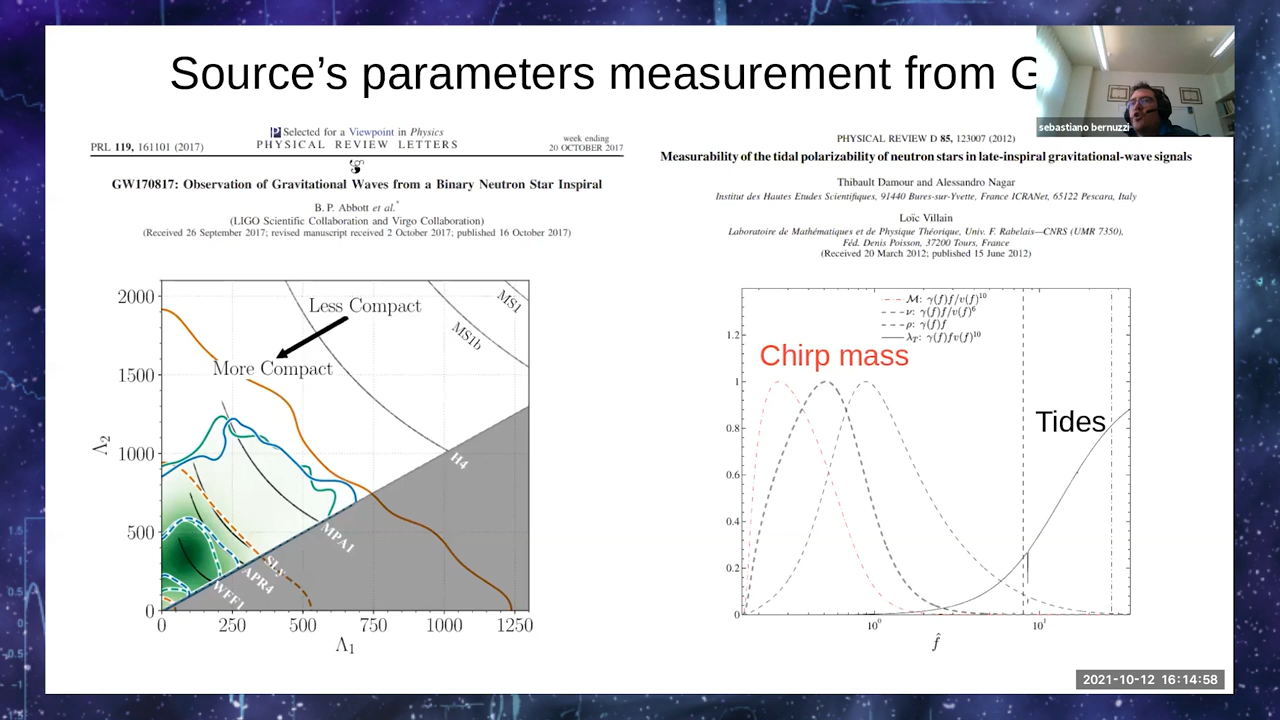 Source's parameters measurement from G
sebastiano bernuzzi
Selected for a Viewpoint in Physics
PRL 119, 161101 (2017)
PHYSICAL REVIEW LETTERS
week ending
20 OCTOBER 2017
GW170817: Observation of Gravitational Waves from a Binary Neutron Star Inspiral
B. P. Abbott et al.*
(LIGO Scientific Collaboration and Virgo Collaboration)
(Received 26 September 2017; revised manuscript received 2 October 2017; published 16 October 2017)
Less Compact
More Compact
MS1
MS1b
H4
MPA1
SLy
APR4
WFF1
2000
1500
1000
500
0
Λ₂
0 250 500 750 1000 1250
Λ₁
PHYSICAL REVIEW D 85, 123007 (2012)
Measurability of the tidal polarizability of neutron stars in late-inspiral gravitational-wave signals
Thibault Damour and Alessandro Nagar
Institut des Hautes Etudes Scientifiques, 91440 Bures-sur-Yvette, France ICRANet, 65122 Pescara, Italy
Loïc Villain
Laboratoire de Mathématiques et de Physique Théorique, Univ. F. Rabelais—CNRS (UMR 7350),
Féd. Denis Poisson, 37200 Tours, France
(Received 20 March 2012; published 15 June 2012)
M: γ(f)f/v(f)¹⁰
ν: γ(f)f/v(f)⁶
ρ: γ(f)f
λ_T: γ(f)fv(f)¹⁰
Chirp mass
Tides
1.2
1
0.8
0.6
0.4
0.2
0
10⁰ 10¹
f̂
2021-10-12 16:14:58